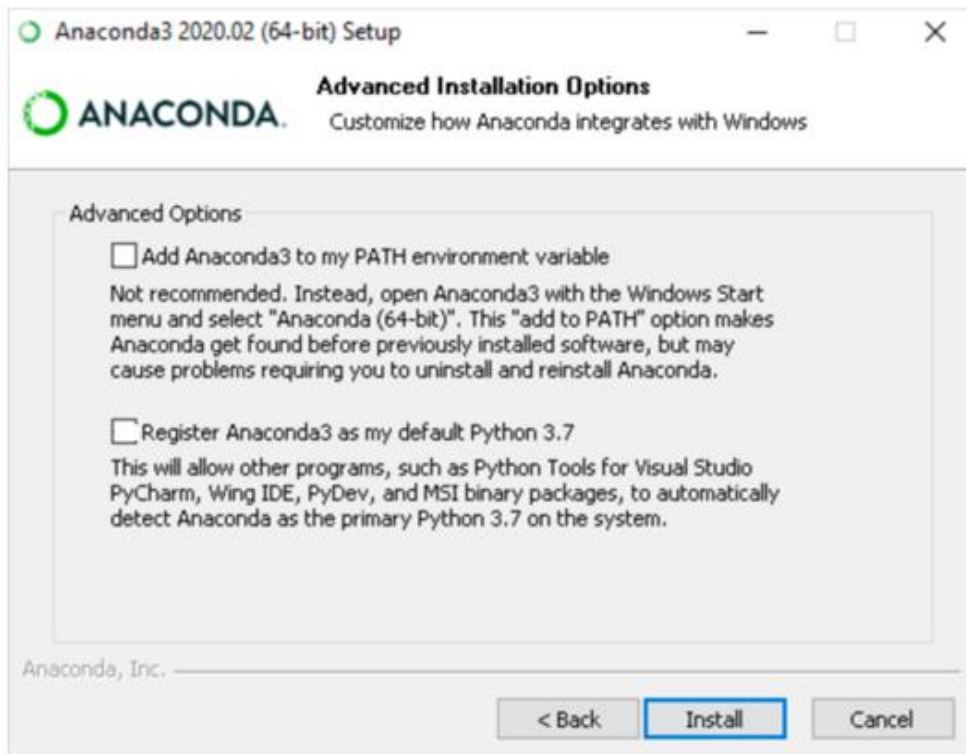 Anaconda3 2020.02 (64-bit) Setup
ANACONDA.
Advanced Installation Options
Customize how Anaconda integrates with Windows
Advanced Options
Add Anaconda3 to my PATH environment variable
Not recommended. Instead, open Anaconda3 with the Windows Start
menu and select "Anaconda (64-bit)". This "add to PATH" option makes
Anaconda get found before previously installed software, but may
cause problems requiring you to uninstall and reinstall Anaconda.
Register Anaconda3 as my default Python 3.7
This will allow other programs, such as Python Tools for Visual Studio
PyCharm, Wing IDE, PyDev, and MSI binary packages, to automatically
detect Anaconda as the primary Python 3.7 on the system.
Anaconda, Inc.
< Back
Install
Cancel